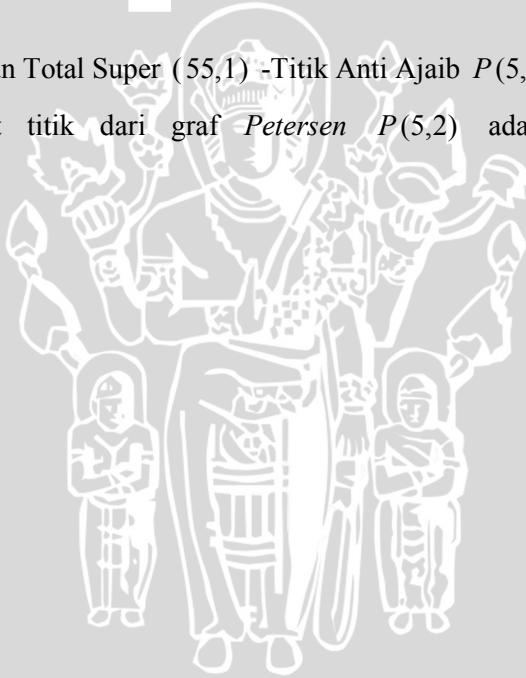 n Total Super (55,1) -Titik Anti Ajaib P(5,
titik dari graf Petersen P(5,2) ada